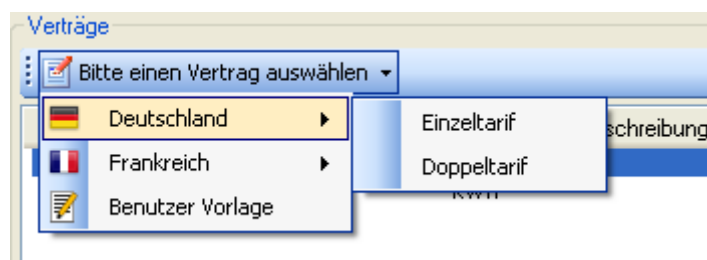 Verträge
Bitte einen Vertrag auswählen
Deutschland
Einzeltarif
schreibung
Frankreich
Doppeltarif
Benutzer Vorlage